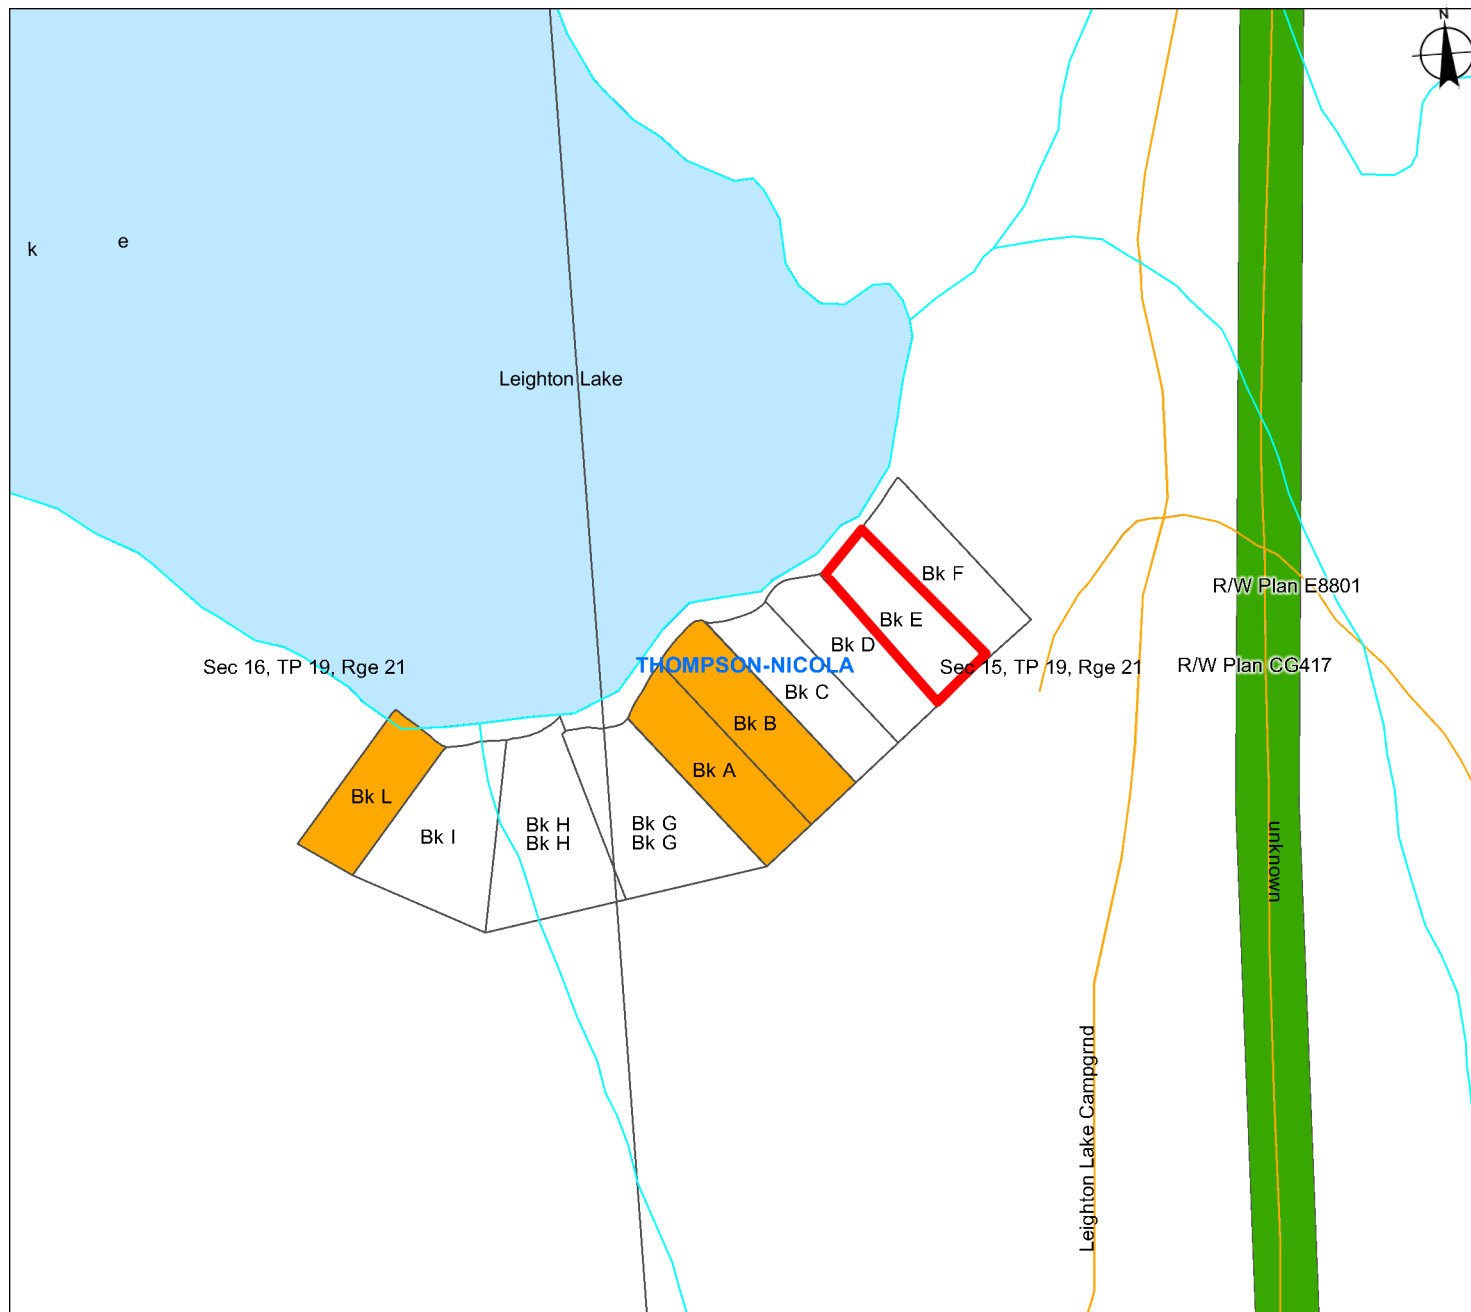 N
k
e
Leighton Lake
Bk F
R/W Plan E8801
Bk E
Bk D
Sec 16, TP 19, Rge 21
THOMPSON-NICOLA
Sec 15, TP 19, Rge 21
R/W Plan CG417
Bk C
Bk B
Bk A
Bk L
Bk I
Bk H
Bk H
Bk G
Bk G
unknown
Leighton Lake Campgrnd